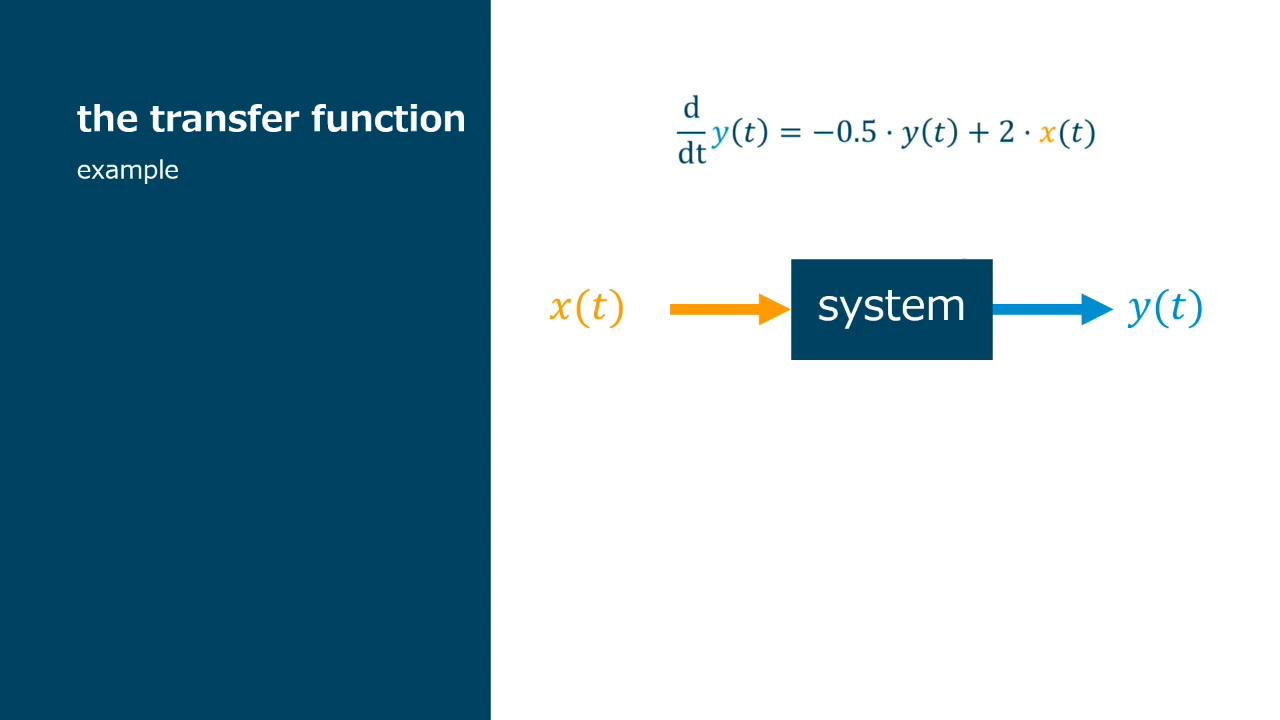 the transfer function
example
d/dt y(t) = −0.5 · y(t) + 2 · x(t)
x(t) system y(t)